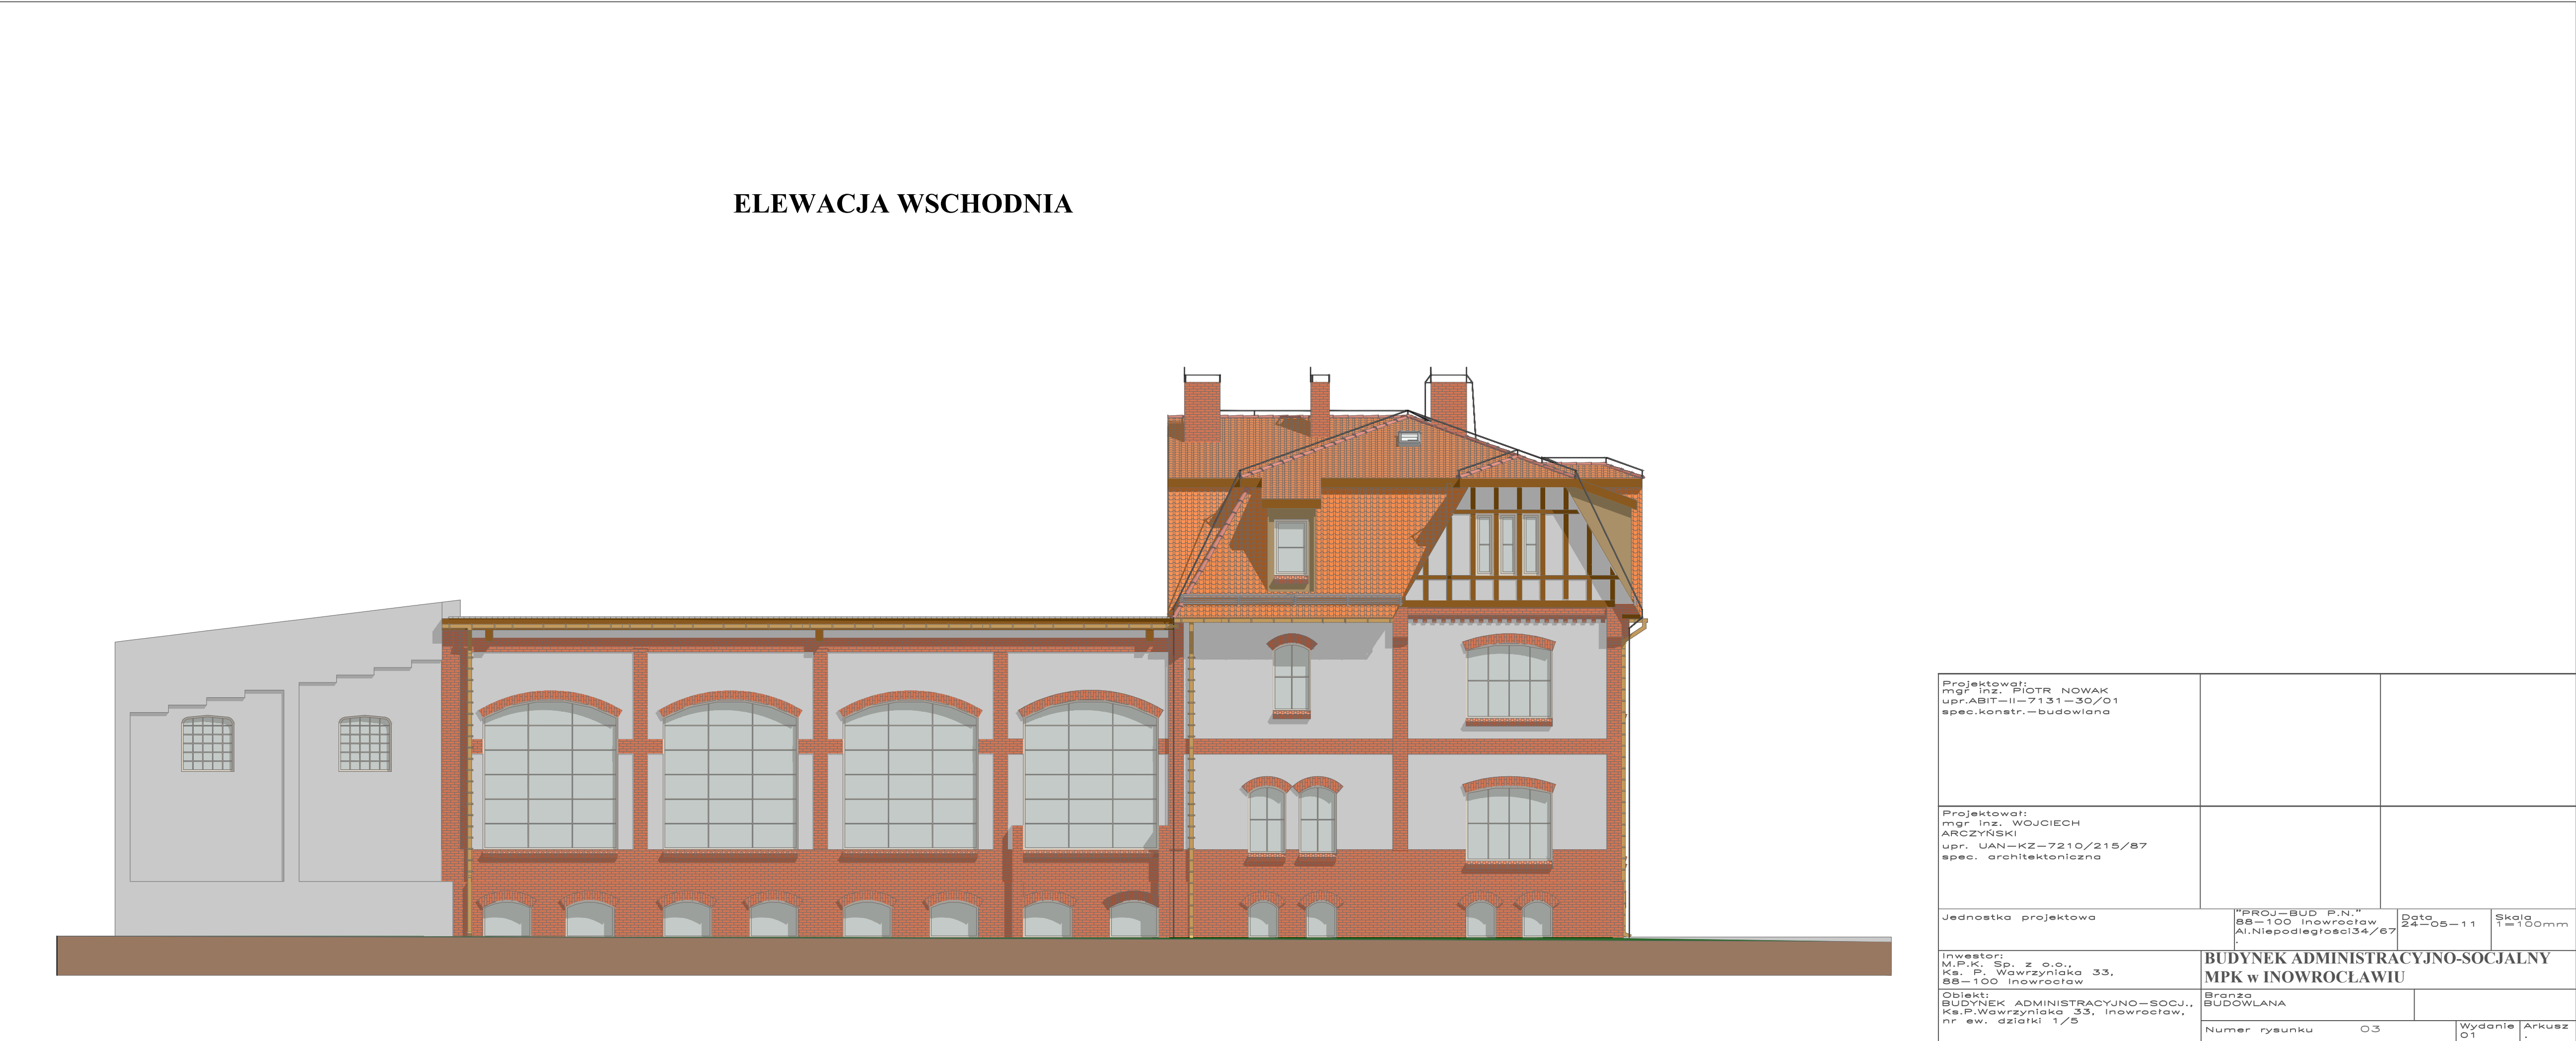 ELEWACJA WSCHODNIA
Projektował:
mgr inż. PIOTR NOWAK
upr.ABIT-II-7131-30/01
spec.konstr.-budowlana
Projektował:
mgr inż. WOJCIECH
ARCZYŃSKI
upr. UAN-KZ-7210/215/87
spec. architektoniczna
Jednostka projektowa
"PROJ-BUD P.N."
88-100 Inowrocław
Al.Niepodległości34/67
.
Data
24-05-11
Skala
1=100mm
Inwestor:
M.P.K. Sp. z o.o.,
Ks. P. Wawrzyniaka 33,
88-100 Inowrocław
BUDYNEK ADMINISTRACYJNO-SOCJALNY
MPK w INOWROCŁAWIU
Obiekt:
BUDYNEK ADMINISTRACYJNO-SOCJ.,
Ks.P.Wawrzyniaka 33, Inowrocław,
nr ew. działki 1/5
Branża
BUDOWLANA
Numer rysunku 03
Wydanie
01
Arkusz
.